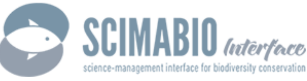 SCIMABIO Interface
science-management interface for biodiversity conservation